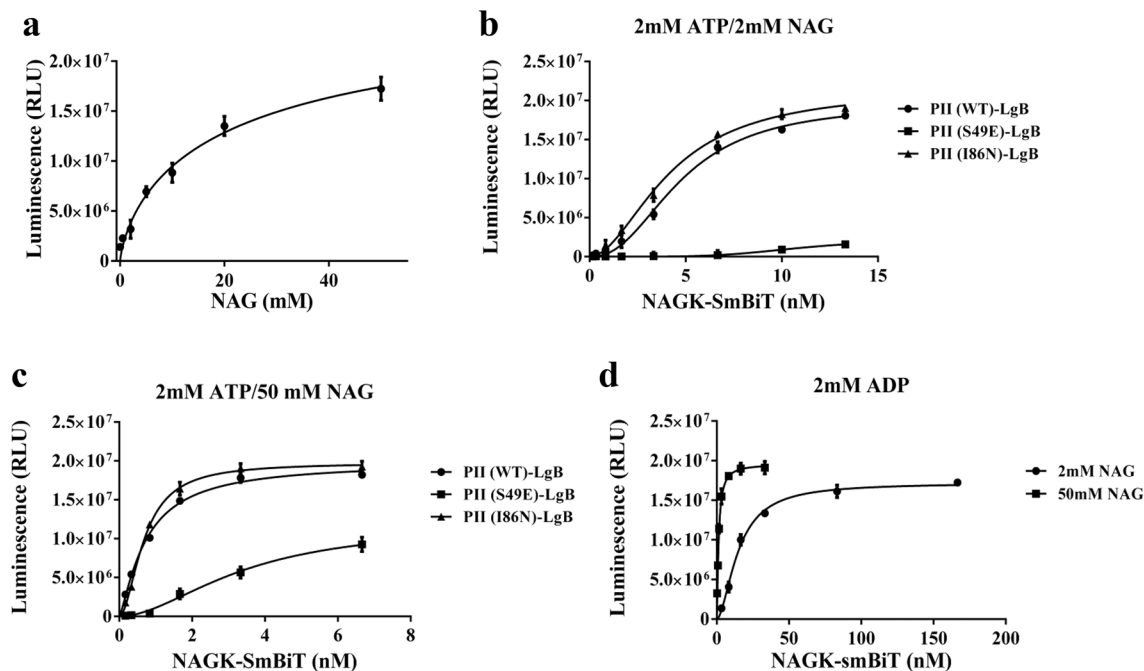 a
2.0×10⁷
1.5×10⁷
1.0×10⁷
5.0×10⁶
0
0
20
40
NAG (mM)
Luminescence (RLU)
b
2mM ATP/2mM NAG
2.5×10⁷
2.0×10⁷
1.5×10⁷
1.0×10⁷
5.0×10⁶
0
0
5
10
15
NAGK-SmBiT (nM)
Luminescence (RLU)
PII (WT)-LgB
PII (S49E)-LgB
PII (I86N)-LgB
c
2mM ATP/50 mM NAG
2.5×10⁷
2.0×10⁷
1.5×10⁷
1.0×10⁷
5.0×10⁶
0
0
2
4
6
8
NAGK-SmBiT (nM)
Luminescence (RLU)
PII (WT)-LgB
PII (S49E)-LgB
PII (I86N)-LgB
d
2mM ADP
2.5×10⁷
2.0×10⁷
1.5×10⁷
1.0×10⁷
5.0×10⁶
0
0
50
100
150
200
NAGK-smBiT (nM)
Luminescence (RLU)
2mM NAG
50mM NAG